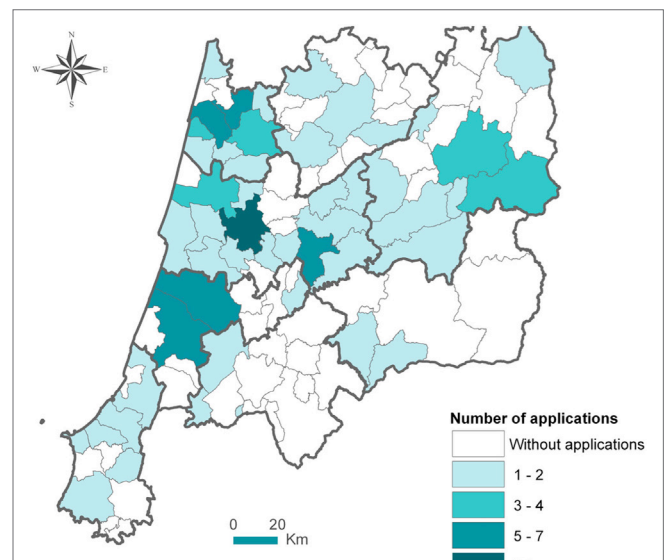 N
W E
S
Number of applications
Without applications
1 - 2
3 - 4
5 - 7
0 20
Km